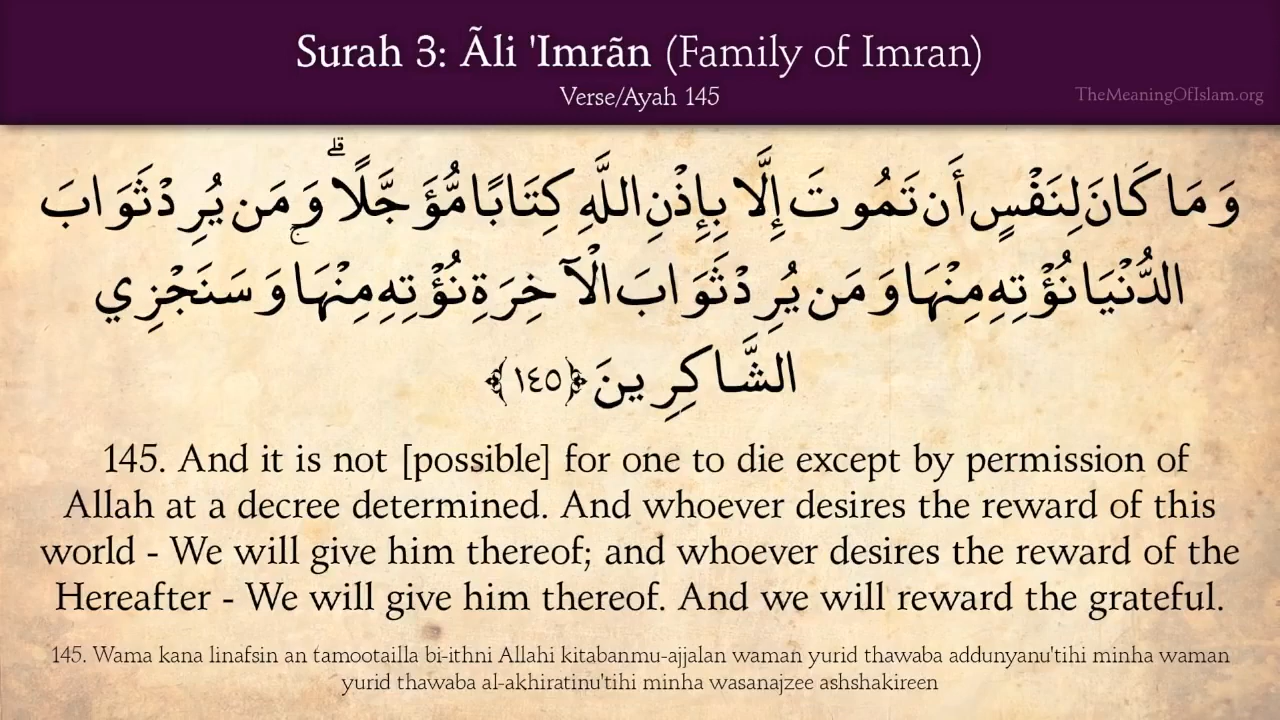 Surah 3: Ãli 'Imrãn (Family of Imran)
Verse/Ayah 145
TheMeaningOfIslam.org
وَمَا كَانَ لِنَفْسٍ أَن تَمُوتَ إِلَّا بِإِذْنِ اللَّهِ كِتَابًا مُّؤَجَّلًا ۗ وَمَن يُرِدْ ثَوَابَ
الدُّنْيَا نُؤْتِهِ مِنْهَا وَمَن يُرِدْ ثَوَابَ الْآخِرَةِ نُؤْتِهِ مِنْهَا ۚ وَسَنَجْزِي
الشَّاكِرِينَ ﴿١٤٥﴾
145. And it is not [possible] for one to die except by permission of
Allah at a decree determined. And whoever desires the reward of this
world - We will give him thereof; and whoever desires the reward of the
Hereafter - We will give him thereof. And we will reward the grateful.
145. Wama kana linafsin an tamootailla bi-ithni Allahi kitabanmu-ajjalan waman yurid thawaba addunyanu'tihi minha waman
yurid thawaba al-akhiratinu'tihi minha wasanajzee ashshakireen